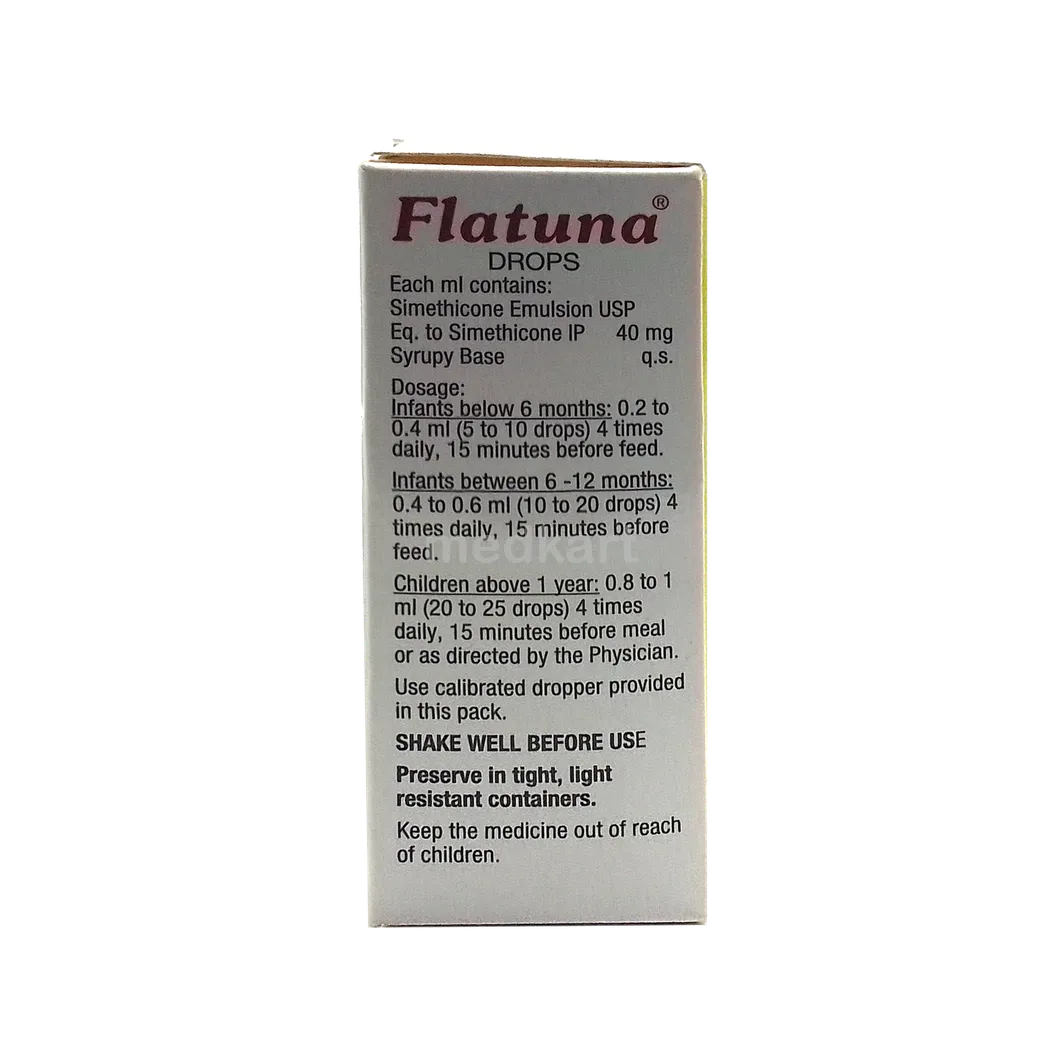 Flatuna®
DROPS
Each ml contains:
Simethicone Emulsion USP
Eq. to Simethicone IP 40 mg
Syrupy Base q.s.
Dosage:
Infants below 6 months: 0.2 to
0.4 ml (5 to 10 drops) 4 times
daily, 15 minutes before feed.
Infants between 6 -12 months:
0.4 to 0.6 ml (10 to 20 drops) 4
times daily, 15 minutes before
feed.
medkart
Children above 1 year: 0.8 to 1
ml (20 to 25 drops) 4 times
daily, 15 minutes before meal
or as directed by the Physician.
Use calibrated dropper provided
in this pack.
SHAKE WELL BEFORE USE
Preserve in tight, light
resistant containers.
Keep the medicine out of reach
of children.